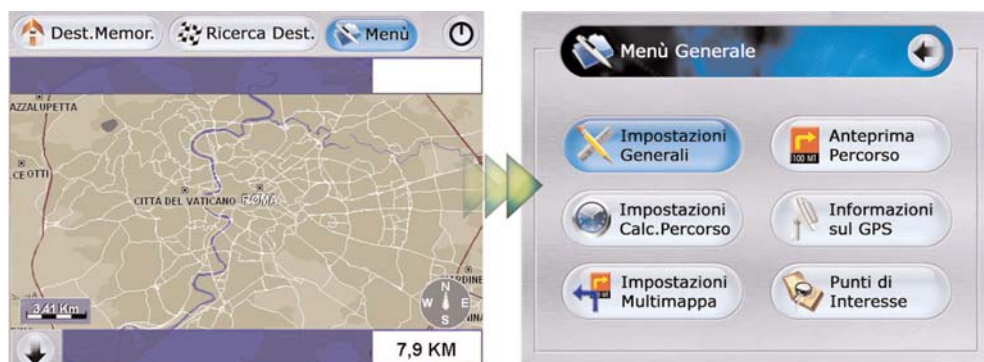 Dest.Memor.
Ricerca Dest.
Menù
AZZALUPETTA
CE OTTI
CITTÀ DEL VATICANO
ROMA
3,41 Km
N
W E
S
7,9 KM
Menù Generale
Impostazioni
Generali
Anteprima
Percorso
100 MT
Impostazioni
Calc.Percorso
Informazioni
sul GPS
Impostazioni
Multimappa
Punti di
Interesse